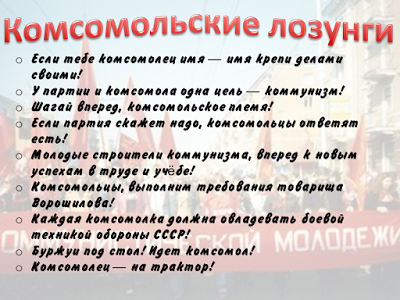 Комсомольские лозунги
o Если тебе комсомолец имя — имя крепи делами
своими!
o У партии и комсомола одна цель — коммунизм!
o Шагай вперед, комсомольское племя!
o Если партия скажет надо, комсомольцы ответят
есть!
o Молодые строители коммунизма, вперед к новым
успехам в труде и учёбе!
o Комсомольцы, выполним требования товарища
Ворошилова!
o Каждая комсомолка должна овладевать боевой
техникой обороны СССР!
o Буржуи под стол! Идет комсомол!
o Комсомолец — на трактор!
МОЛОДЕЖИ